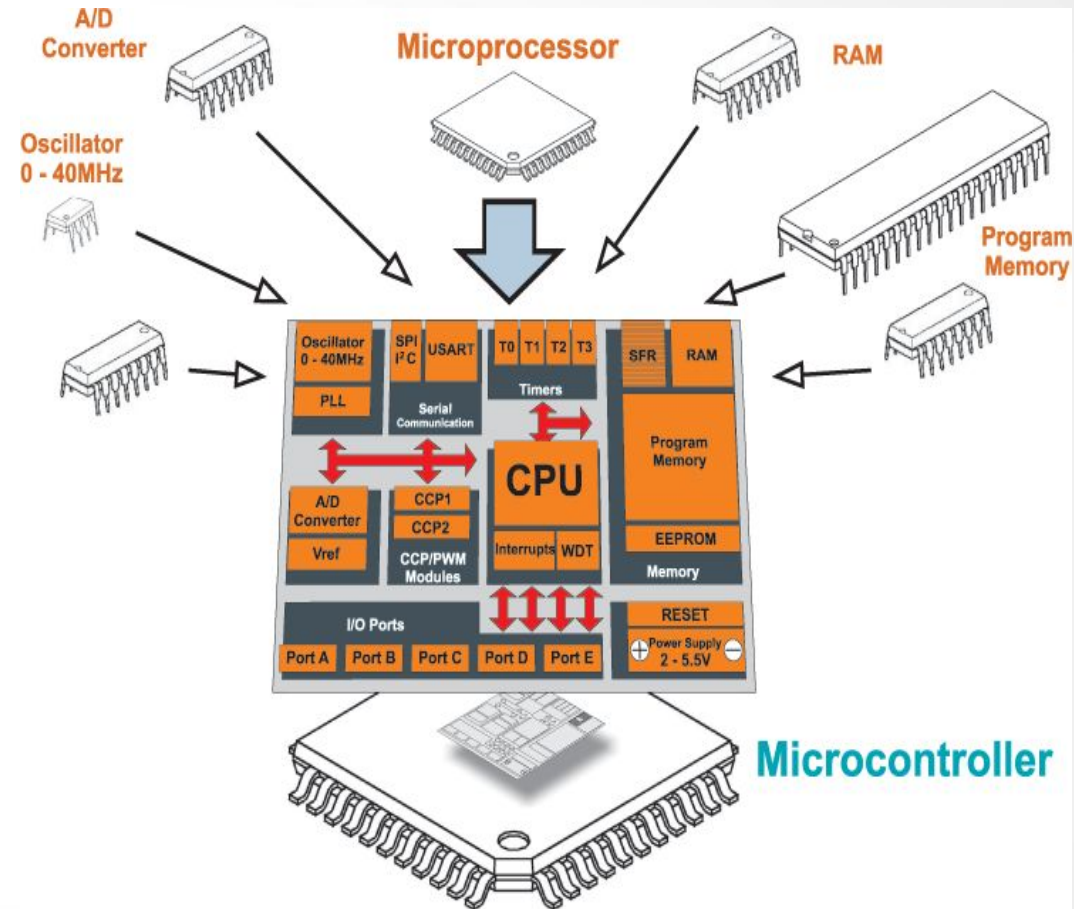 A/D
Converter
Microprocessor
RAM
Oscillator
0 - 40MHz
Program
Memory
Oscillator
0 - 40MHz
PLL
SPI
I²C
USART
Serial
Communication
T0 T1 T2 T3
Timers
SFR
RAM
Program
Memory
EEPROM
Memory
A/D
Converter
Vref
CCP1
CCP2
CCP/PWM
Modules
CPU
Interrupts WDT
I/O Ports
Port A Port B Port C Port D Port E
RESET
+ Power Supply -
2 - 5.5V
Microcontroller